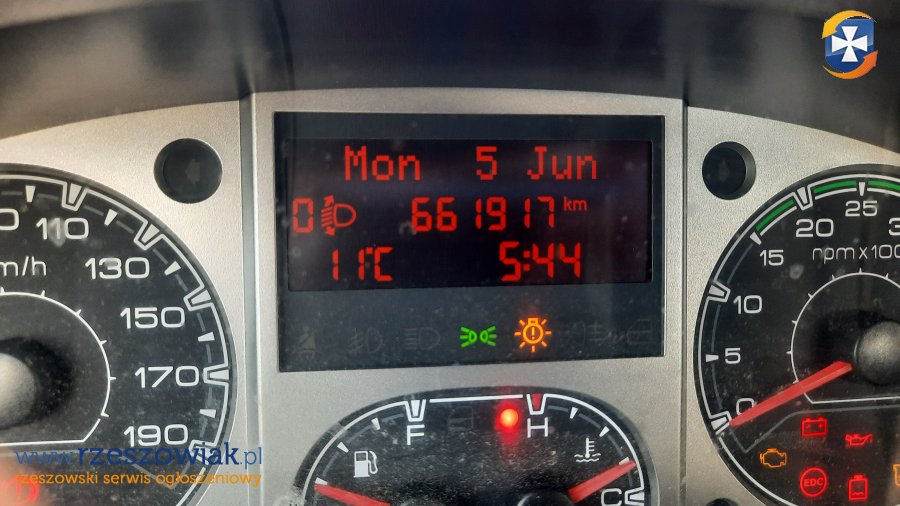 Mon 5 Jun
0 661917 km
11°C 5:44
110
130
150
170
190
m/h
F
H
C
0
5
10
15
20
25
rpm x100
EDC
www.rzeszowiak.pl
rzeszowski serwis ogłoszeniowy